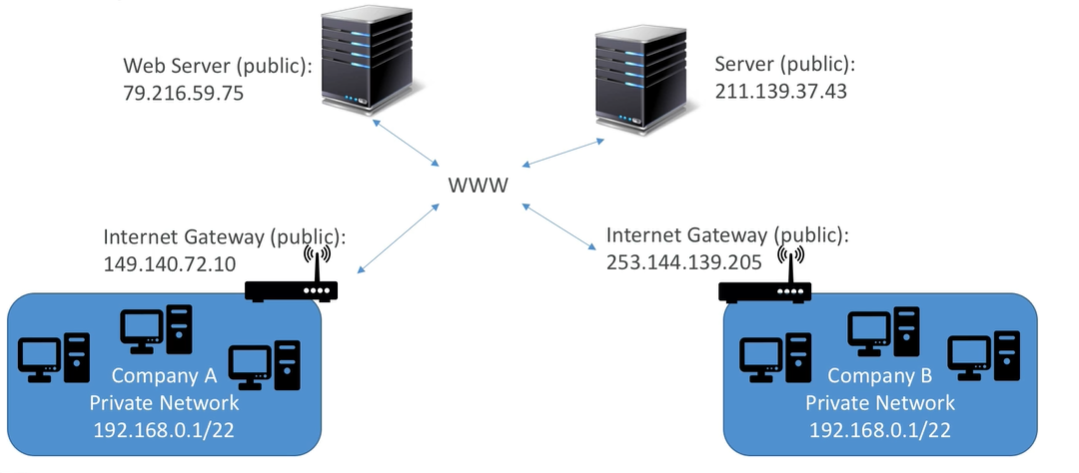 Web Server (public):
79.216.59.75
Server (public):
211.139.37.43
WWW
Internet Gateway (public):
149.140.72.10
Internet Gateway (public):
253.144.139.205
Company A
Private Network
192.168.0.1/22
Company B
Private Network
192.168.0.1/22